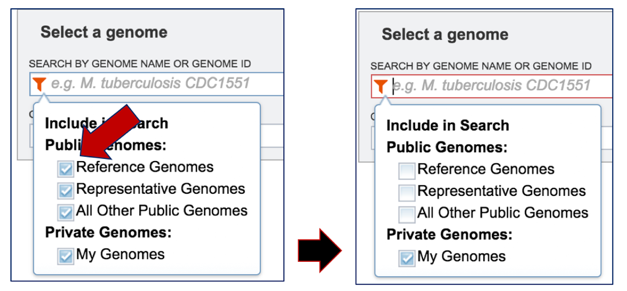 Select a genome
SEARCH BY GENOME NAME OR GENOME ID
e.g. M. tuberculosis CDC1551
Include in Search
Public Genomes:
Reference Genomes
Representative Genomes
All Other Public Genomes
Private Genomes:
My Genomes
Select a genome
SEARCH BY GENOME NAME OR GENOME ID
e.g. M. tuberculosis CDC1551
Include in Search
Public Genomes:
Reference Genomes
Representative Genomes
All Other Public Genomes
Private Genomes:
My Genomes